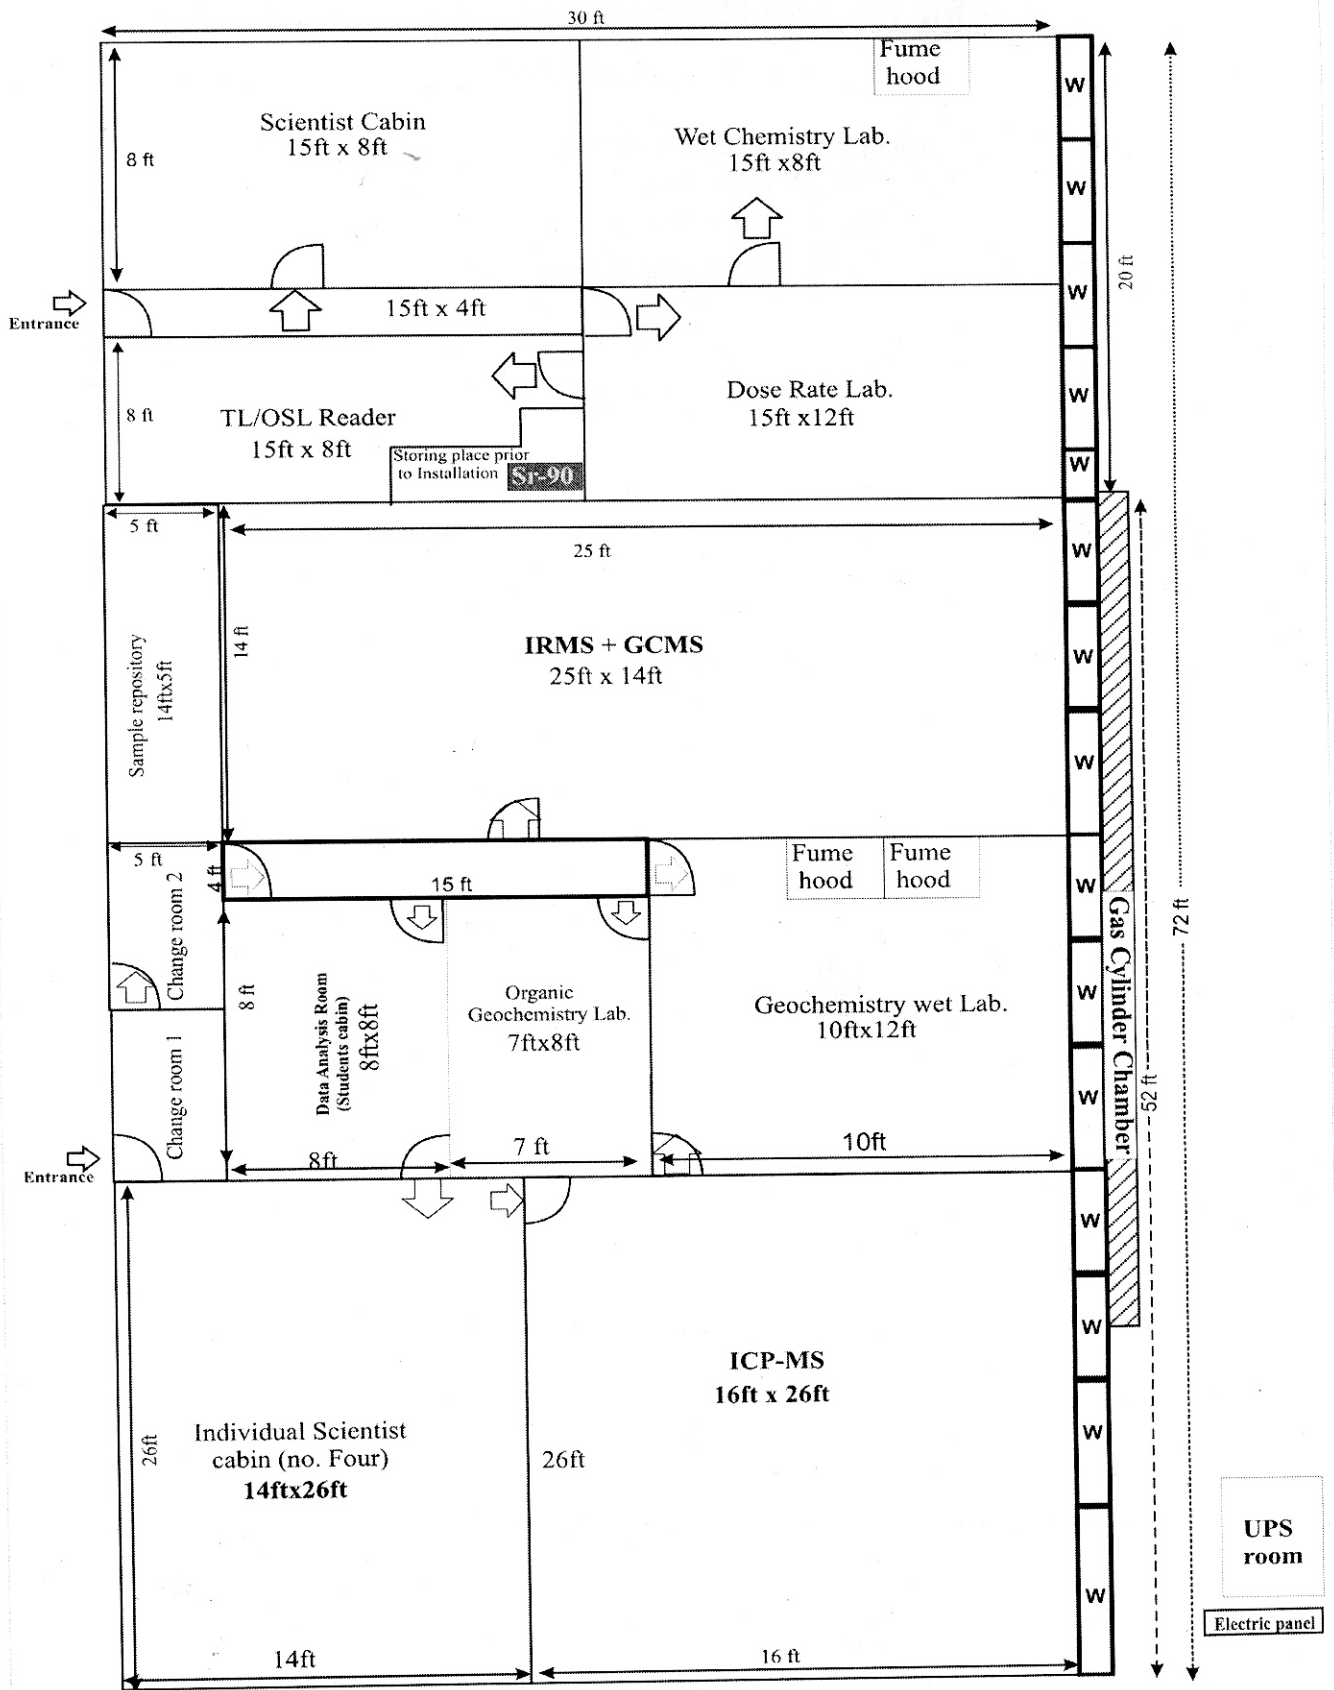 30 ft
Fume
hood
W
Scientist Cabin
15ft x 8ft
Wet Chemistry Lab.
15ft x8ft
8 ft
W
20 ft
W
Entrance
15ft x 4ft
8 ft
TL/OSL Reader
15ft x 8ft
Dose Rate Lab.
15ft x12ft
W
Storing place prior
to Installation
Sr-90
W
5 ft
25 ft
W
14 ft
Sample repository
14ftx5ft
IRMS + GCMS
25ft x 14ft
W
W
5 ft
4 ft
15 ft
Fume
hood
Fume
hood
W
Change room 2
8 ft
Data Analysis Room
(Students cabin)
8ftx8ft
Organic
Geochemistry Lab.
7ftx8ft
Geochemistry wet Lab.
10ftx12ft
W
Gas Cylinder Chamber
72 ft
52 ft
Change room 1
W
Entrance
8ft
7 ft
10ft
W
W
ICP-MS
16ft x 26ft
Individual Scientist
cabin (no. Four)
14ftx26ft
26ft
26ft
W
W
UPS
room
Electric panel
14ft
16 ft